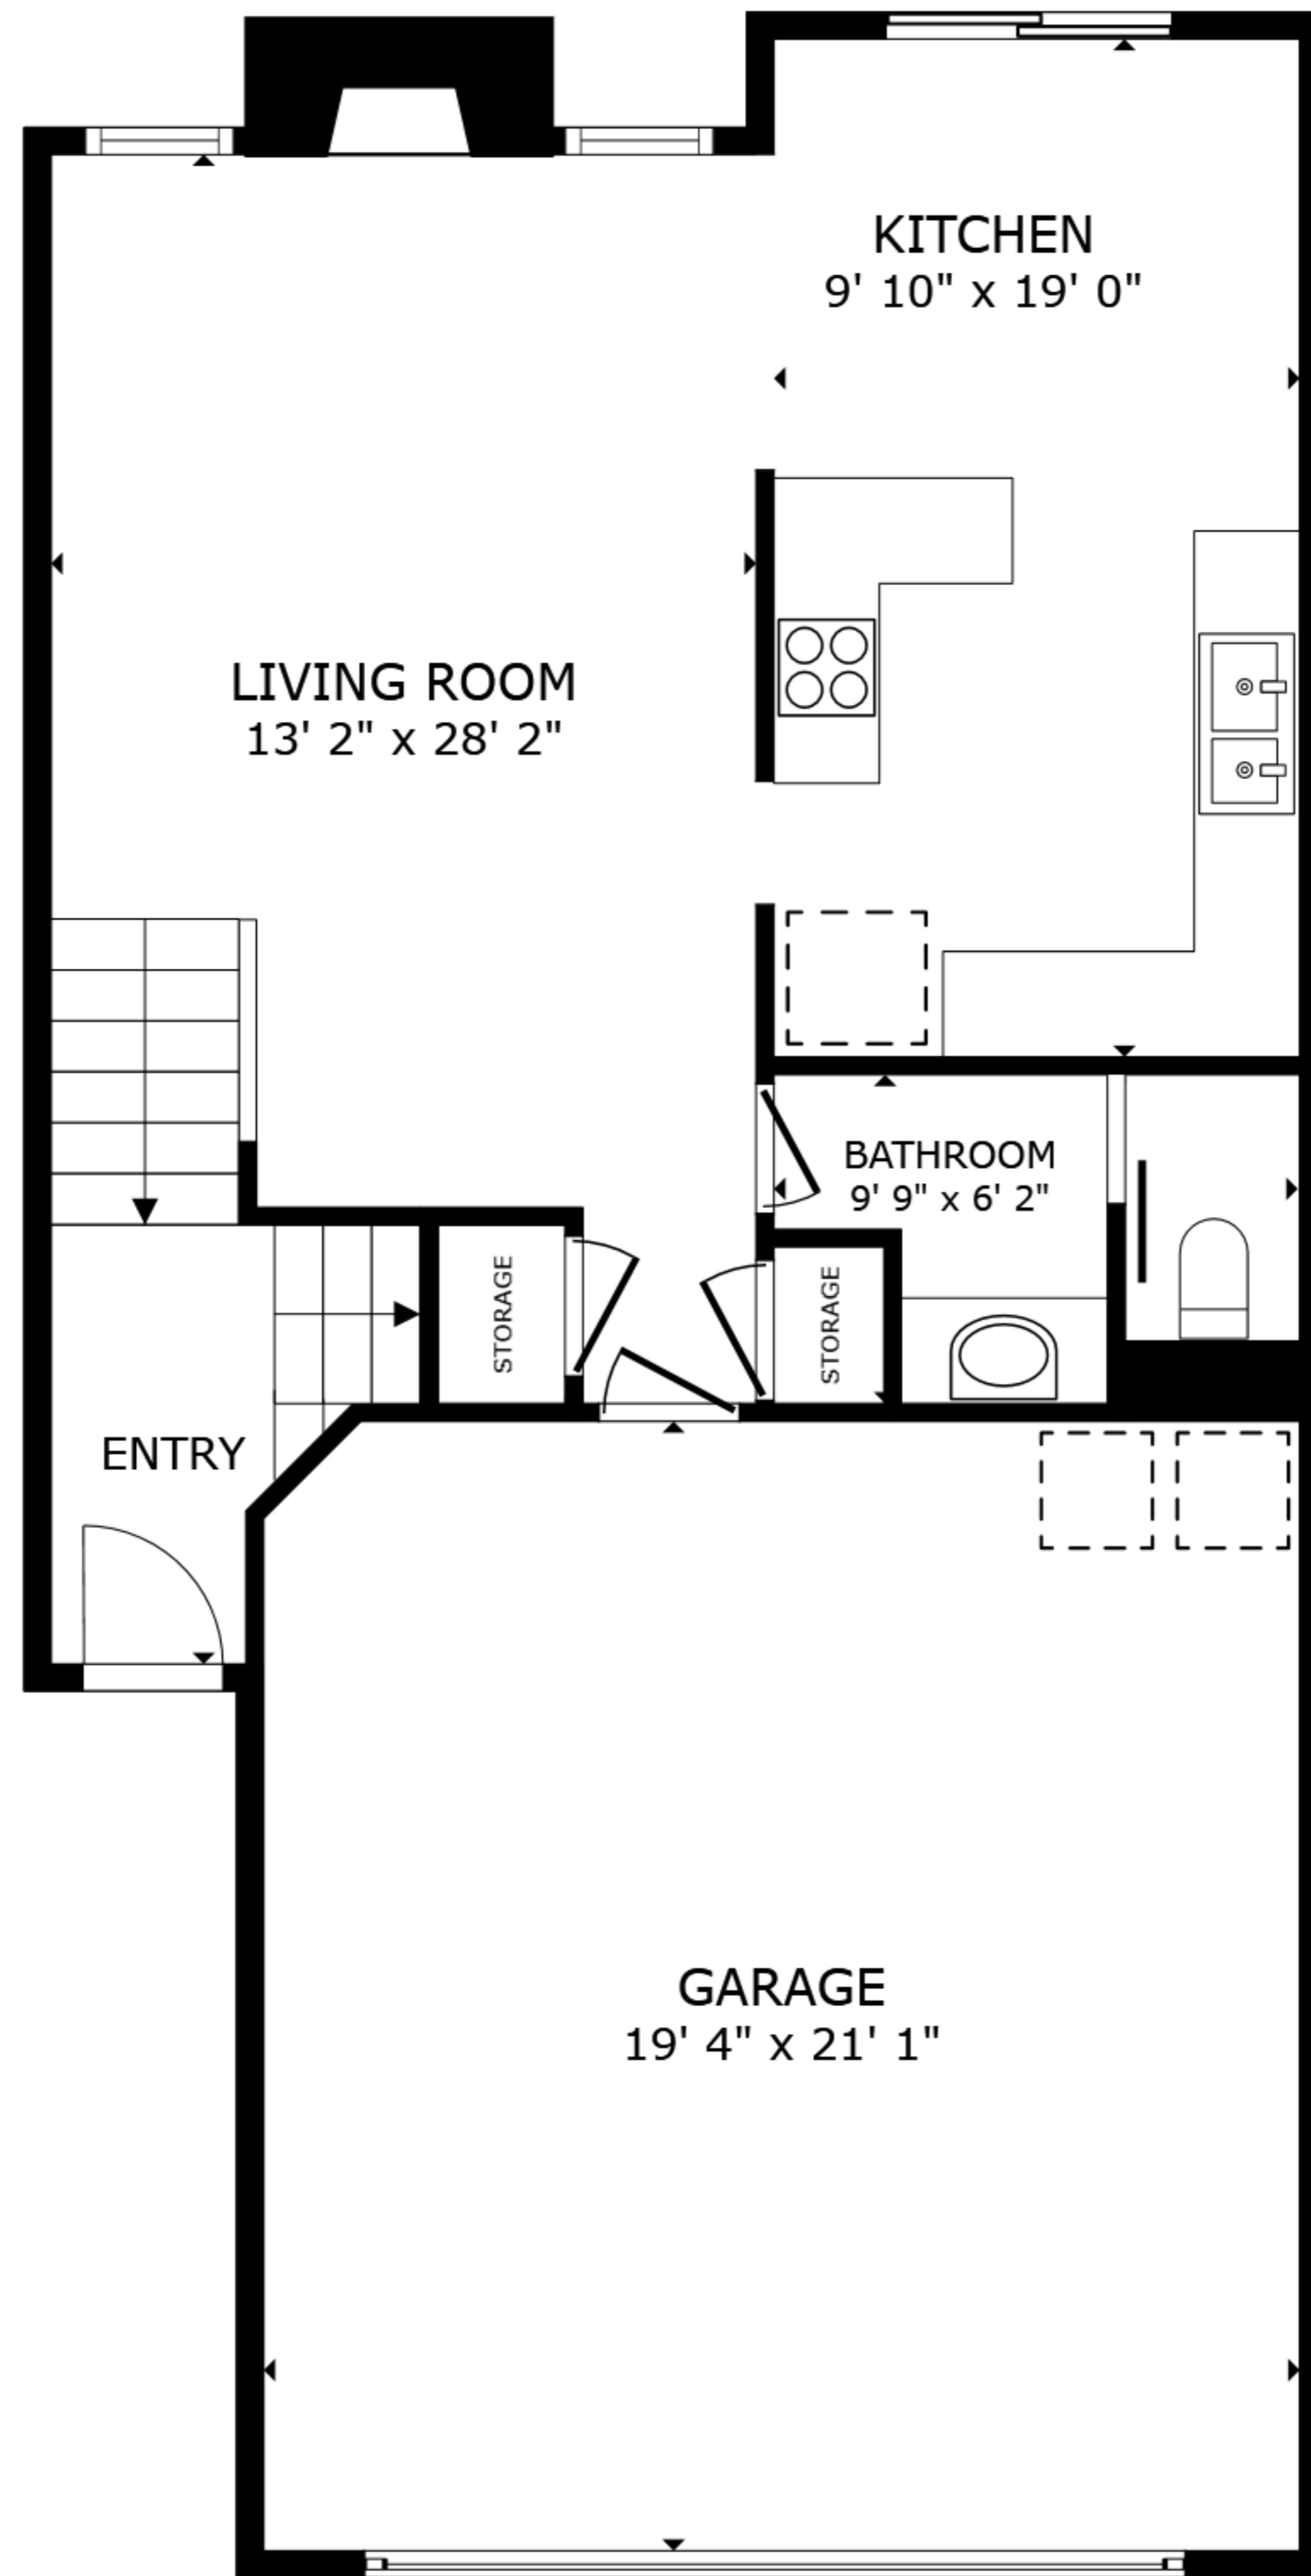 KITCHEN
9' 10" x 19' 0"
LIVING ROOM
13' 2" x 28' 2"
BATHROOM
9' 9" x 6' 2"
STORAGE
STORAGE
ENTRY
GARAGE
19' 4" x 21' 1"